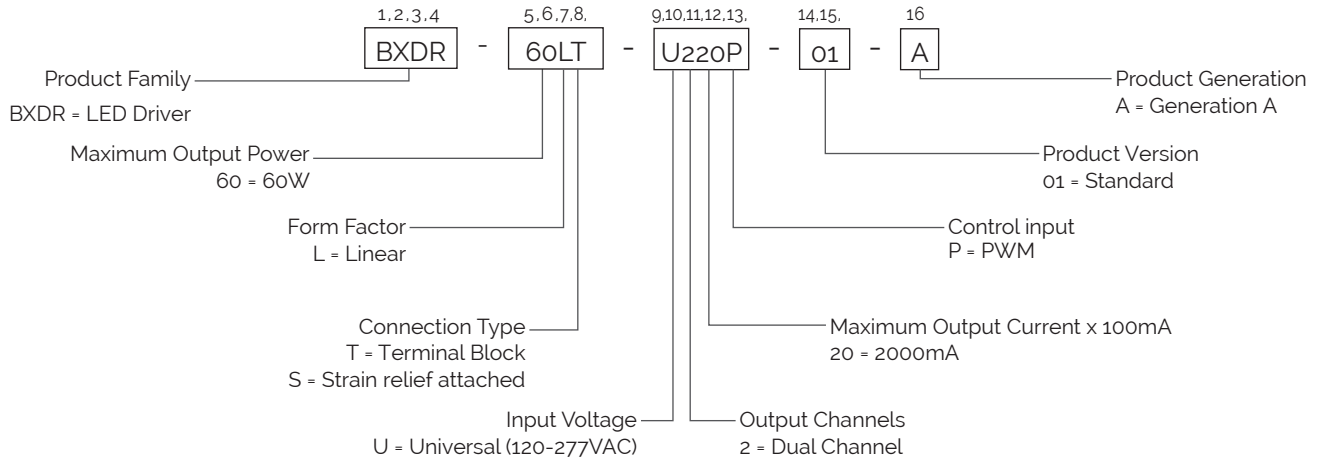 1,2,3,4 5,6,7,8, 9,10,11,12,13, 14,15, 16
BXDR - 60LT - U220P - 01 - A
Product Family
BXDR = LED Driver
Product Generation
A = Generation A
Maximum Output Power
60 = 60W
Product Version
01 = Standard
Form Factor
L = Linear
Control input
P = PWM
Connection Type
T = Terminal Block
S = Strain relief attached
Maximum Output Current x 100mA
20 = 2000mA
Input Voltage
U = Universal (120-277VAC)
Output Channels
2 = Dual Channel